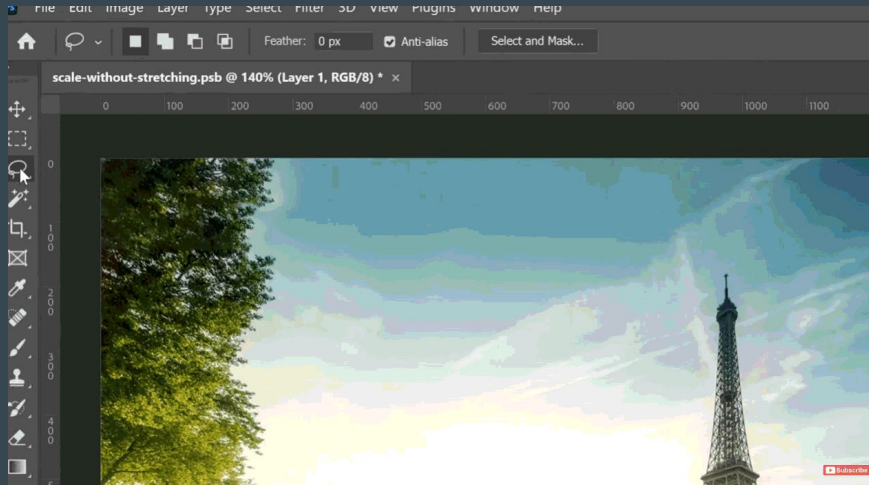 File Edit Image Layer Type Select Filter 3D View Plugins Window Help
Feather: 0 px Anti-alias Select and Mask...
scale-without-stretching.psb @ 140% (Layer 1, RGB/8) * ×
0 100 200 300 400 500 600 700 800 900 1000 1100
0
100
200
300
400
Subscribe